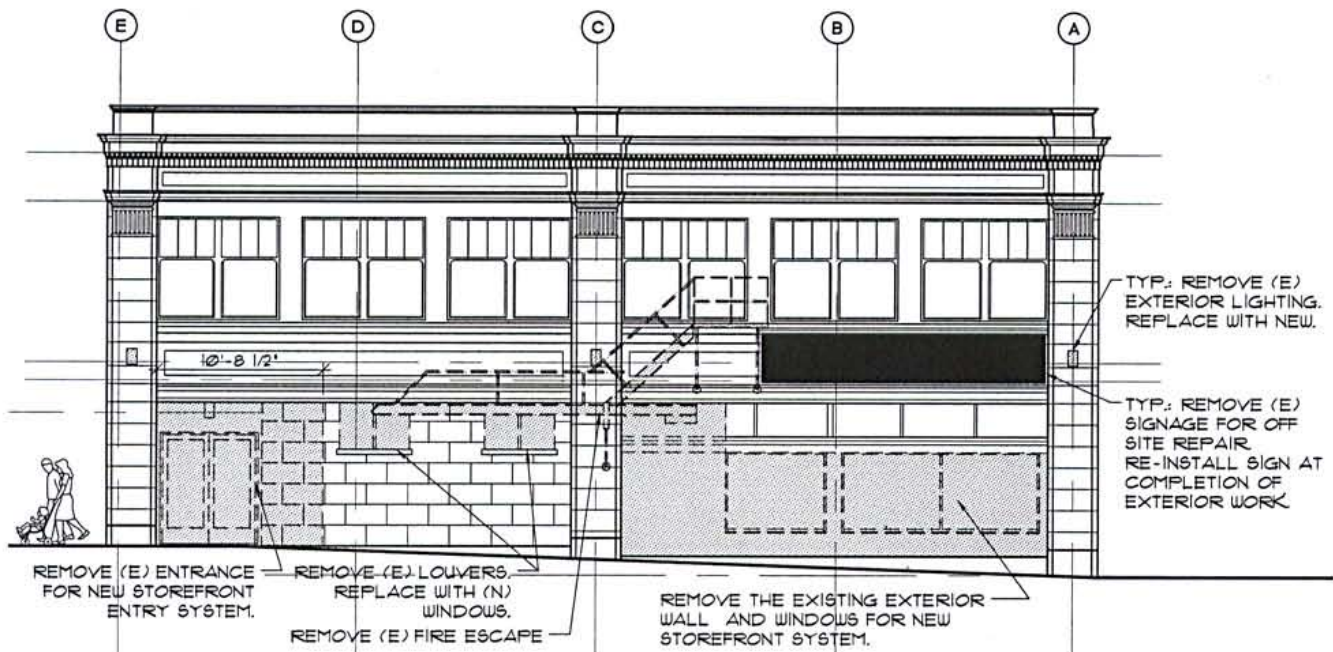 E
D
C
B
A
TYP.: REMOVE (E)
EXTERIOR LIGHTING.
REPLACE WITH NEW.
10'-8 1/2"
TYP.: REMOVE (E)
SIGNAGE FOR OFF
SITE REPAIR
RE-INSTALL SIGN AT
COMPLETION OF
EXTERIOR WORK
REMOVE (E) ENTRANCE
FOR NEW STOREFRONT
ENTRY SYSTEM.
REMOVE (E) LOUVERS.
REPLACE WITH (N)
WINDOWS.
REMOVE (E) FIRE ESCAPE
REMOVE THE EXISTING EXTERIOR
WALL AND WINDOWS FOR NEW
STOREFRONT SYSTEM.